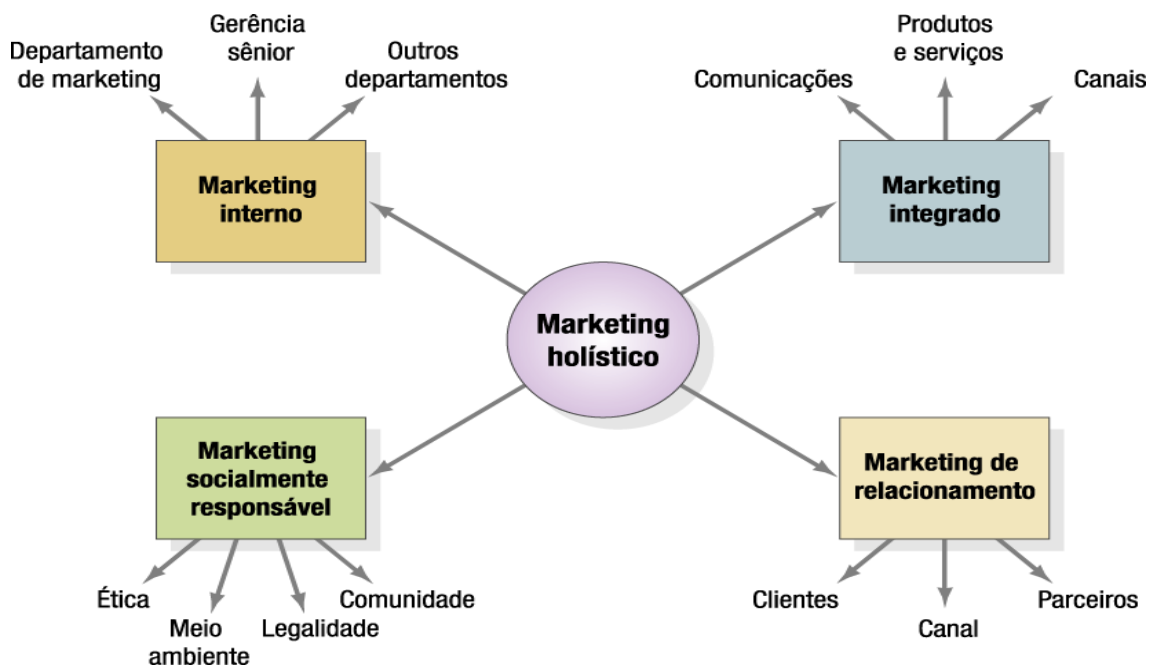 Departamento
de marketing
Gerência
sênior
Outros
departamentos
Marketing
interno
Comunicações
Produtos
e serviços
Canais
Marketing
integrado
Marketing
holístico
Marketing
socialmente
responsável
Ética
Meio
ambiente
Legalidade
Comunidade
Marketing de
relacionamento
Clientes
Canal
Parceiros